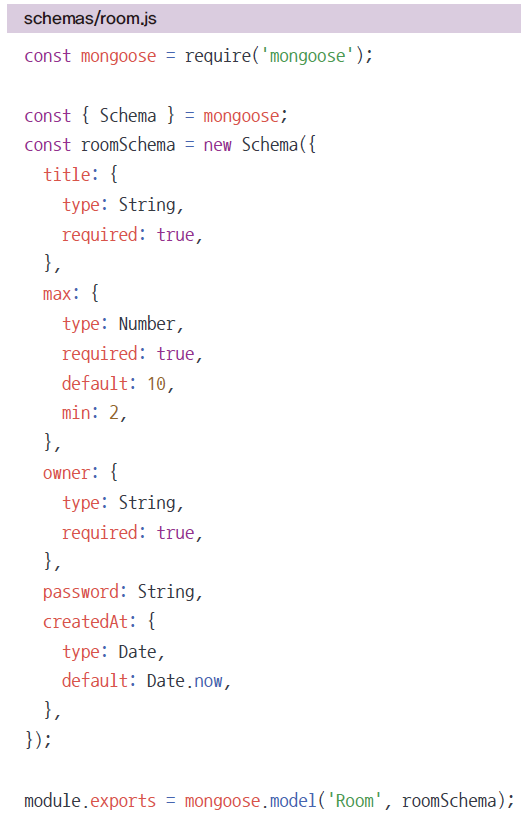 schemas/room.js
const mongoose = require('mongoose');

const { Schema } = mongoose;
const roomSchema = new Schema({
  title: {
    type: String,
    required: true,
  },
  max: {
    type: Number,
    required: true,
    default: 10,
    min: 2,
  },
  owner: {
    type: String,
    required: true,
  },
  password: String,
  createdAt: {
    type: Date,
    default: Date.now,
  },
});

module.exports = mongoose.model('Room', roomSchema);